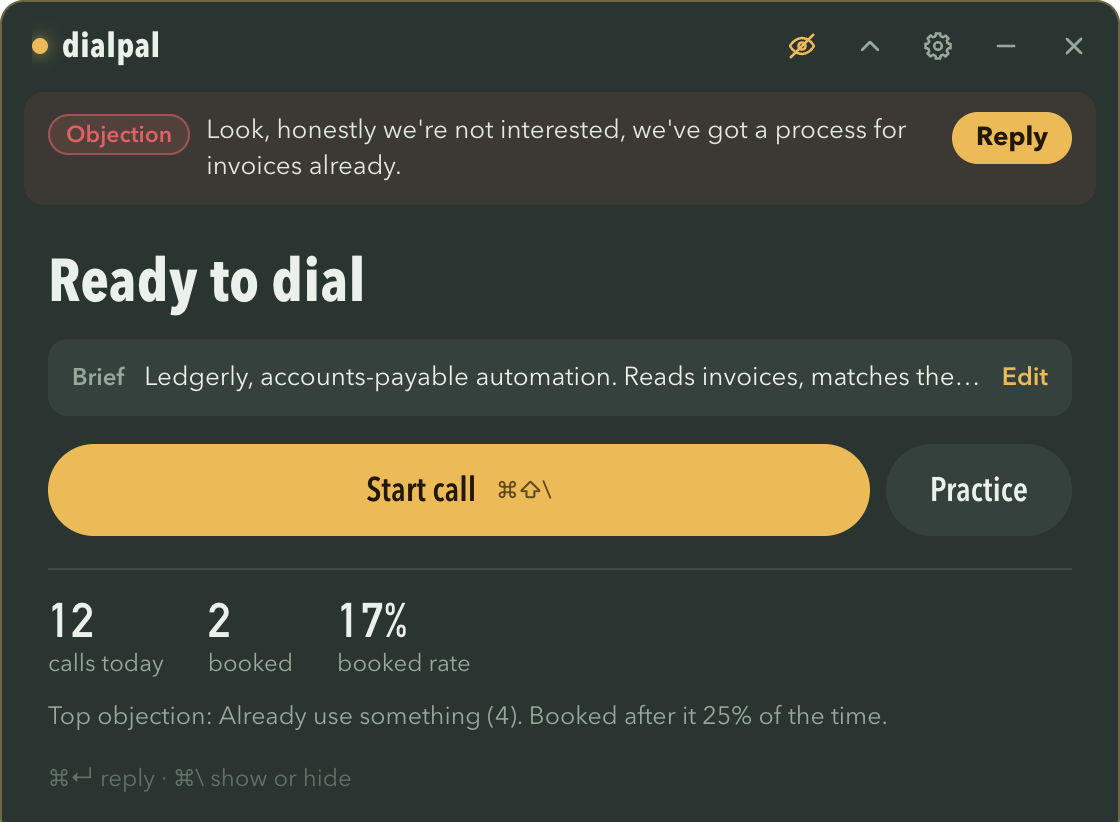 dialpal
Objection
Look, honestly we're not interested, we've got a process for
invoices already.
Reply
Ready to dial
Brief Ledgerly, accounts-payable automation. Reads invoices, matches the… Edit
Start call ⌘⇧\
Practice
12 2 17%
calls today booked booked rate
Top objection: Already use something (4). Booked after it 25% of the time.
⌘↵ reply · ⌘\ show or hide